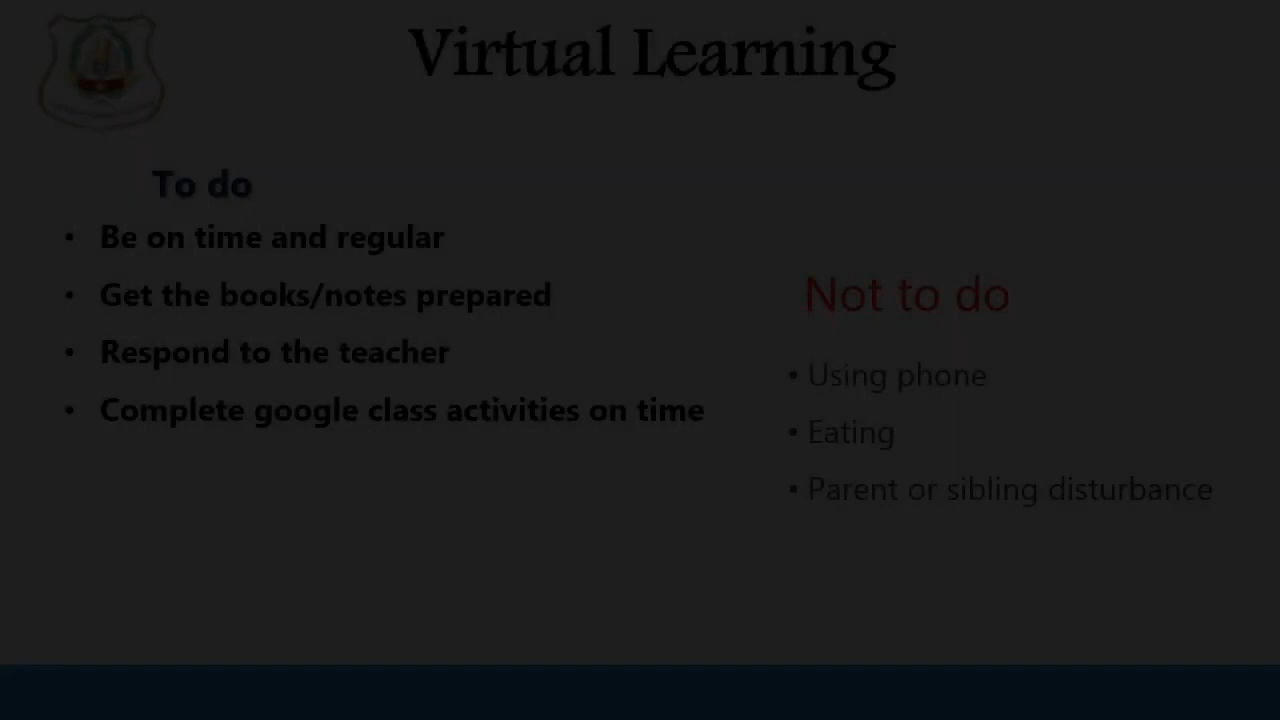 Virtual Learning
To do
• Be on time and regular
• Get the books/notes prepared
• Respond to the teacher
• Complete google class activities on time
Not to do
• Using phone
• Eating
• Parent or sibling disturbance